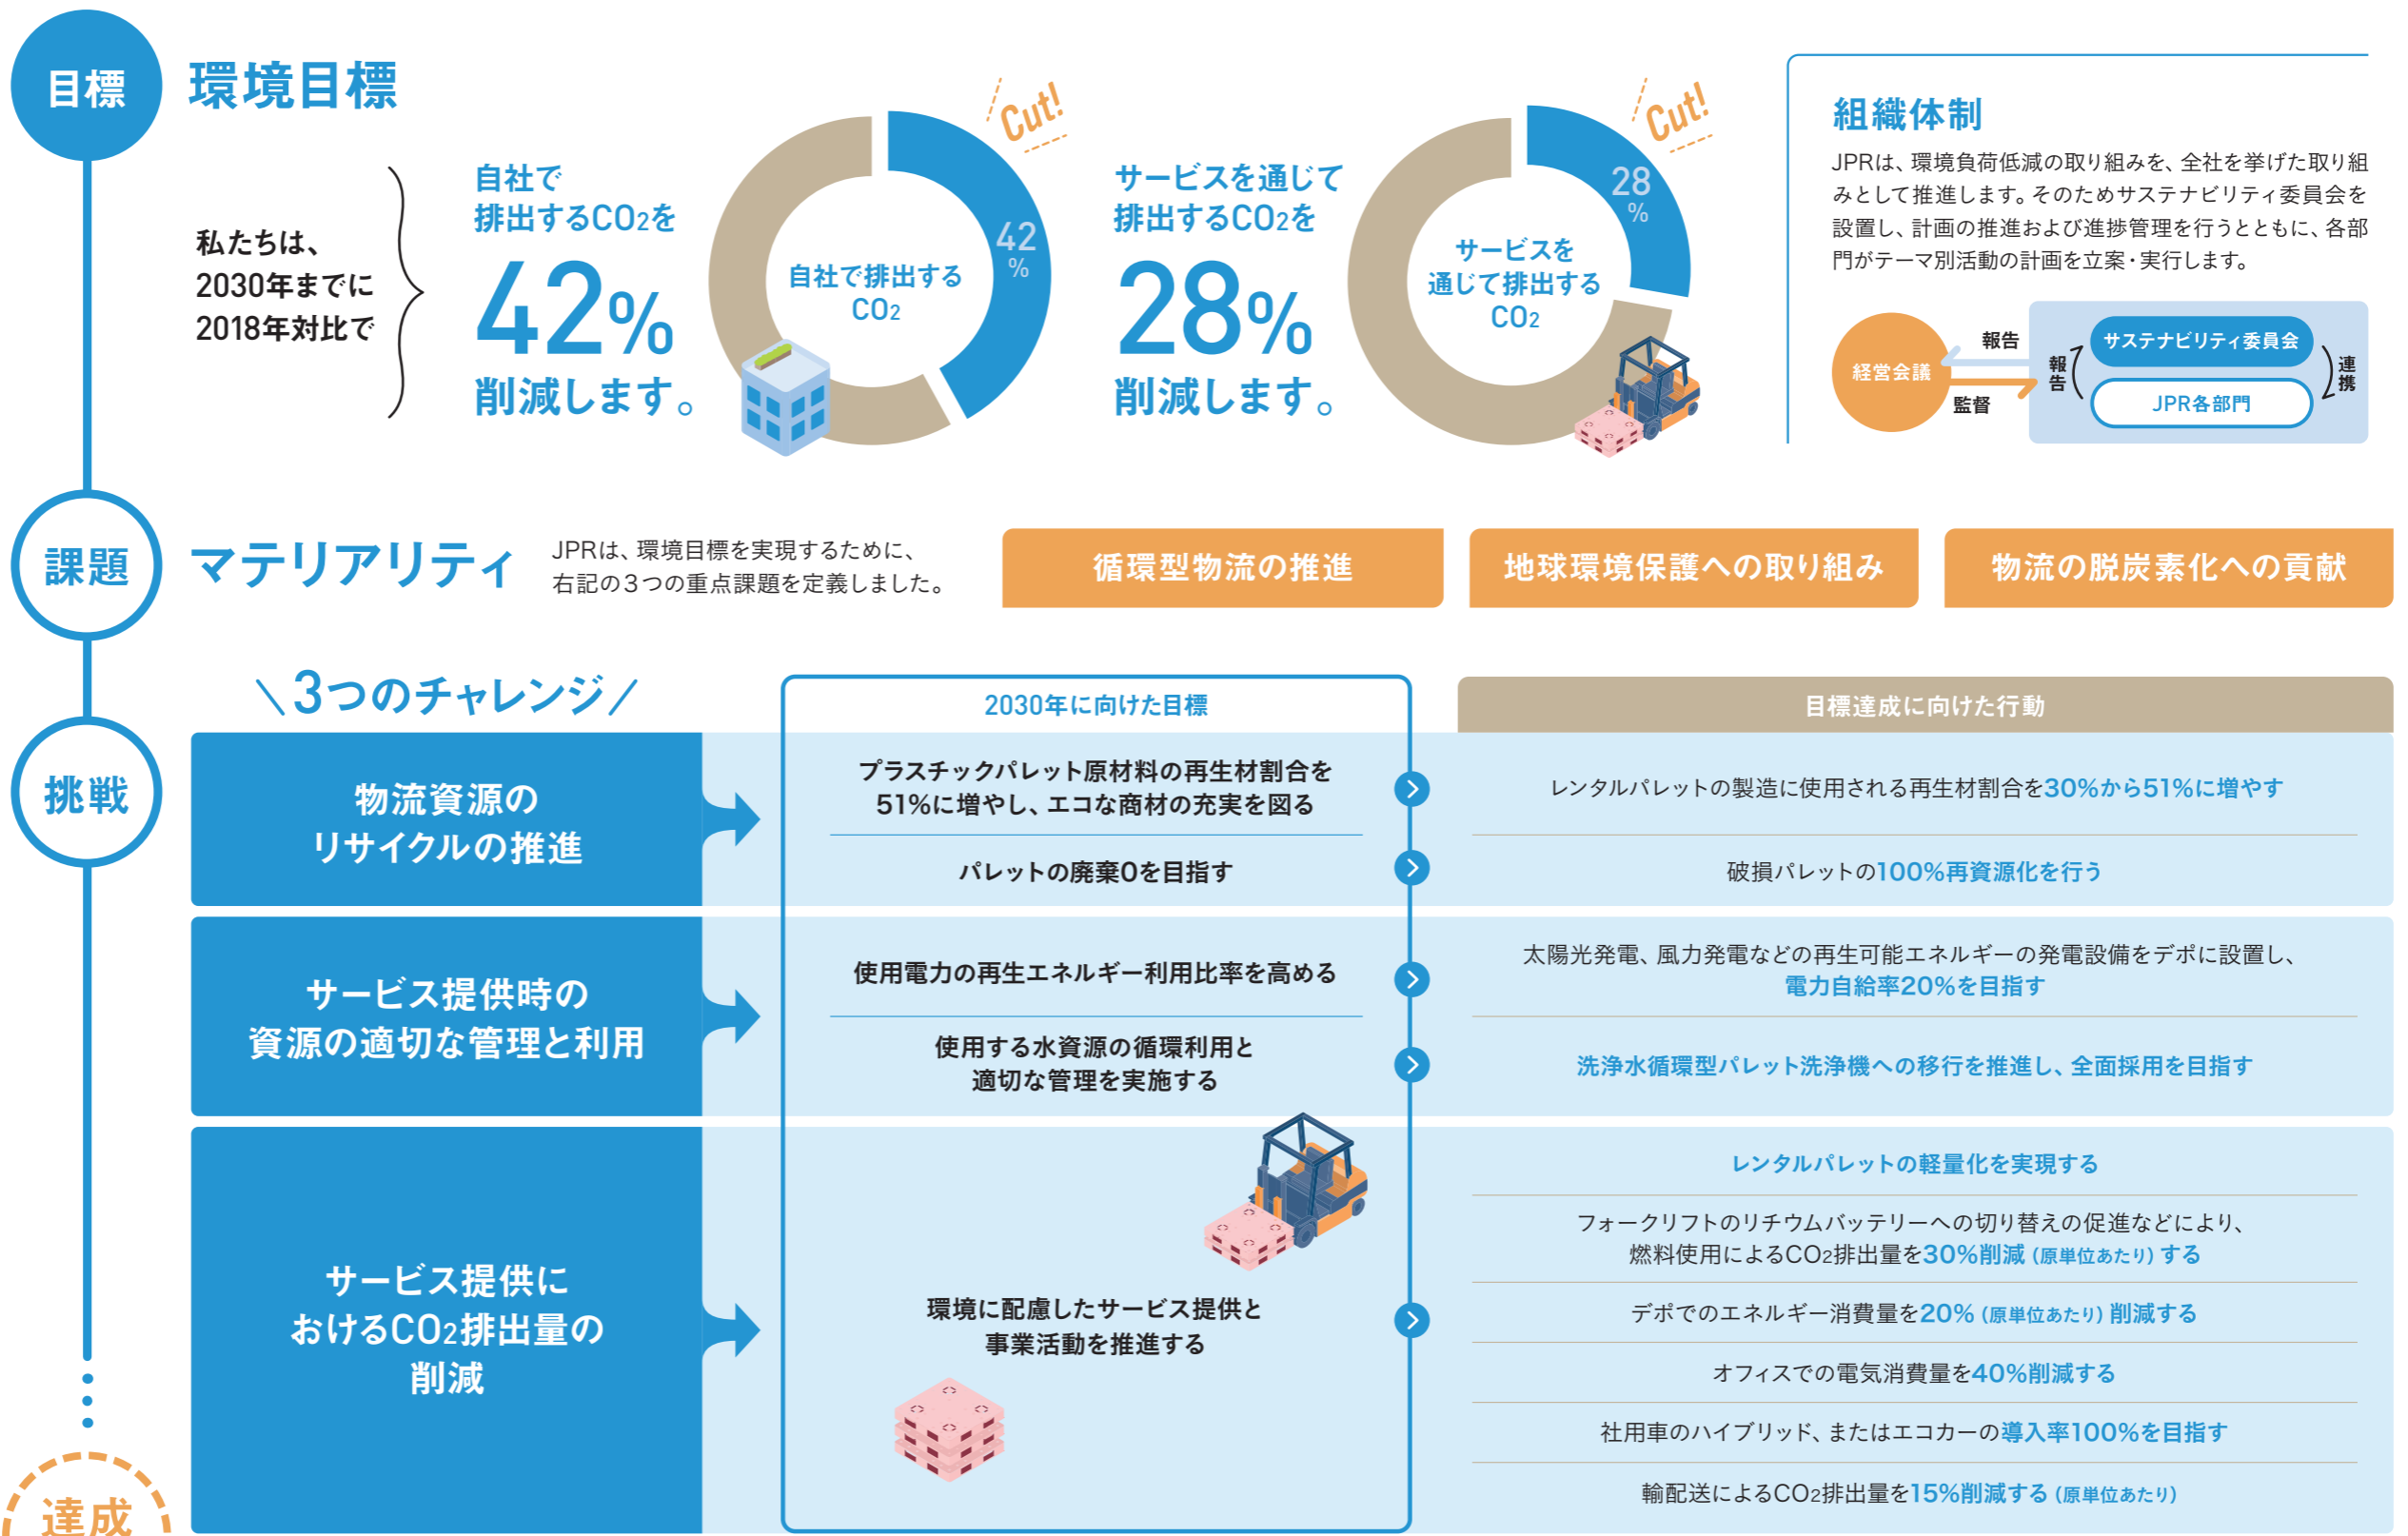 目標
環境目標
私たちは、
2030年までに
2018年対比で
自社で
排出するCO2を
42%
削減します。
Cut!
42
%
自社で排出する
CO2
サービスを通じて
排出するCO2を
28%
削減します。
Cut!
28
%
サービスを
通じて排出する
CO2
組織体制
JPRは、環境負荷低減の取り組みを、全社を挙げた取り組
みとして推進します。そのためサステナビリティ委員会を
設置し、計画の推進および進捗管理を行うとともに、各部
門がテーマ別活動の計画を立案・実行します。
経営会議
報告
監督
報告
サステナビリティ委員会
JPR各部門
連携
課題
マテリアリティ
JPRは、環境目標を実現するために、
右記の3つの重点課題を定義しました。
循環型物流の推進
地球環境保護への取り組み
物流の脱炭素化への貢献
挑戦
3つのチャレンジ
2030年に向けた目標
目標達成に向けた行動
物流資源の
リサイクルの推進
プラスチックパレット原材料の再生材割合を
51%に増やし、エコな商材の充実を図る
レンタルパレットの製造に使用される再生材割合を30%から51%に増やす
パレットの廃棄0を目指す
破損パレットの100%再資源化を行う
サービス提供時の
資源の適切な管理と利用
使用電力の再生エネルギー利用比率を高める
太陽光発電、風力発電などの再生可能エネルギーの発電設備をデポに設置し、
電力自給率20%を目指す
使用する水資源の循環利用と
適切な管理を実施する
洗浄水循環型パレット洗浄機への移行を推進し、全面採用を目指す
サービス提供に
おけるCO2排出量の
削減
環境に配慮したサービス提供と
事業活動を推進する
レンタルパレットの軽量化を実現する
フォークリフトのリチウムバッテリーへの切り替えの促進などにより、
燃料使用によるCO2排出量を30%削減(原単位あたり)する
デポでのエネルギー消費量を20%(原単位あたり)削減する
オフィスでの電気消費量を40%削減する
社用車のハイブリッド、またはエコカーの導入率100%を目指す
輸配送によるCO2排出量を15%削減する(原単位あたり)
達成